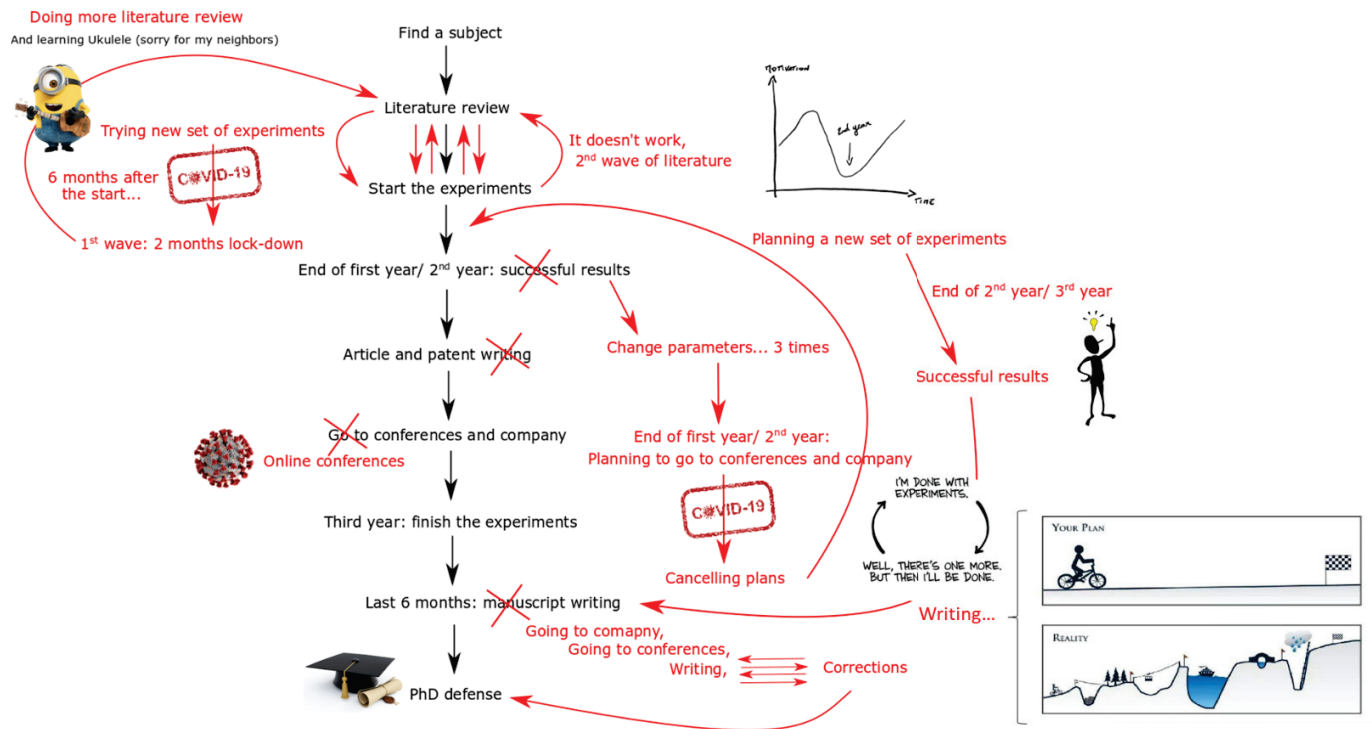 Doing more literature review
And learning Ukulele (sorry for my neighbors)
Find a subject
Literature review
Trying new set of experiments
6 months after
the start...
COVID-19
1st wave: 2 months lock-down
It doesn't work,
2nd wave of literature
Start the experiments
MOTIVATION
2nd year
TIME
End of first year/ 2nd year: successful results
Article and patent writing
Go to conferences and company
Online conferences
Third year: finish the experiments
Last 6 months: manuscript writing
PhD defense
Change parameters... 3 times
End of first year/ 2nd year:
Planning to go to conferences and company
COVID-19
Cancelling plans
Planning a new set of experiments
End of 2nd year/ 3rd year
Successful results
I'M DONE WITH
EXPERIMENTS.
WELL, THERE'S ONE MORE.
BUT THEN I'LL BE DONE.
Writing...
YOUR PLAN
REALITY
Going to comapny,
Going to conferences,
Writing,
Corrections